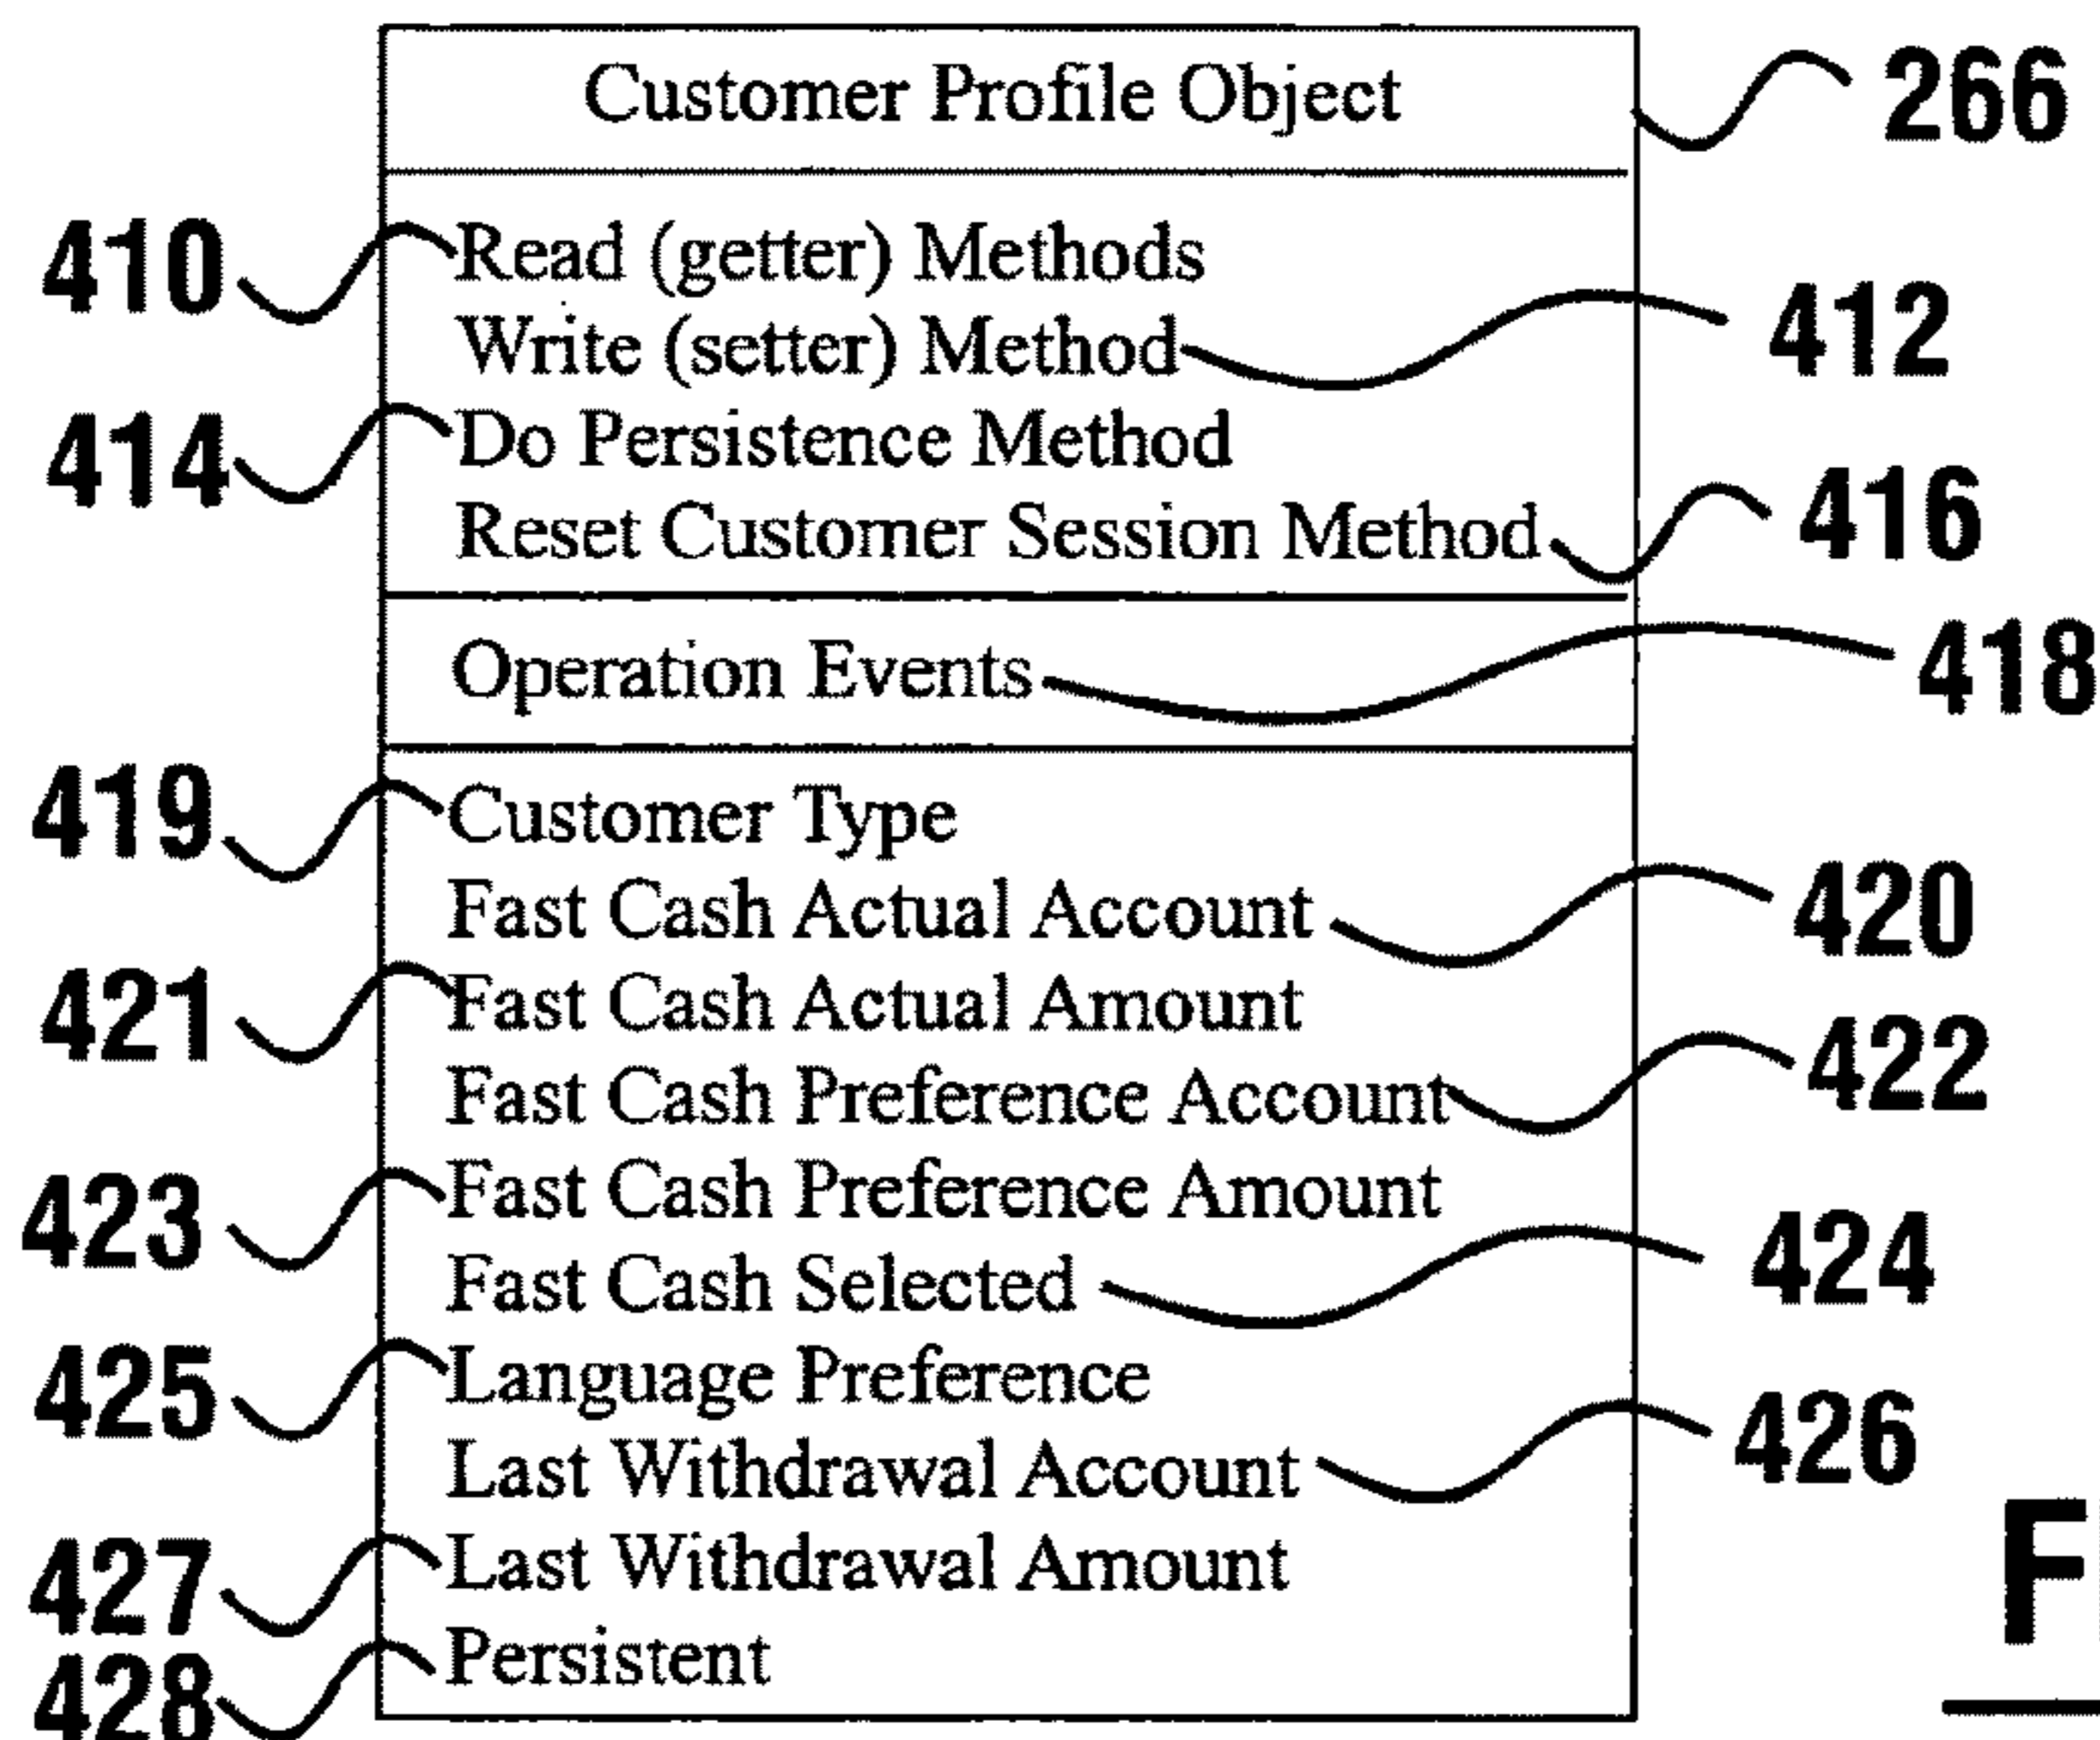 Customer Profile Object 266
410 Read (getter) Methods
Write (setter) Method 412
414 Do Persistence Method
Reset Customer Session Method 416
Operation Events 418
419 Customer Type
Fast Cash Actual Account 420
421 Fast Cash Actual Amount
Fast Cash Preference Account 422
423 Fast Cash Preference Amount
Fast Cash Selected 424
425 Language Preference
Last Withdrawal Account 426
427 Last Withdrawal Amount
428 Persistent